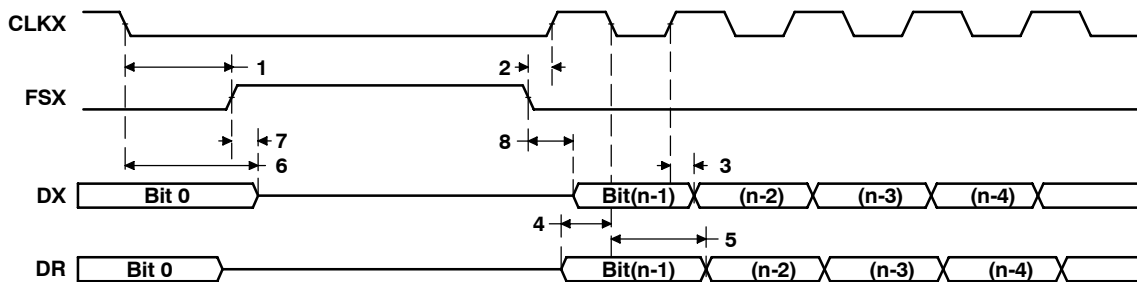 CLKX
1 2
FSX
7 8
6 3
DX Bit 0 Bit(n-1) (n-2) (n-3) (n-4)
4 5
DR Bit 0 Bit(n-1) (n-2) (n-3) (n-4)